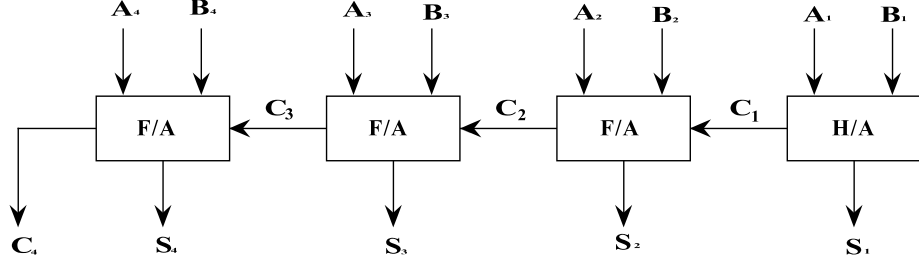 A₄ B₄ A₃ B₃ A₂ B₂ A₁ B₁
C₃ C₂ C₁
F/A F/A F/A H/A
C₄ S₄ S₃ S₂ S₁